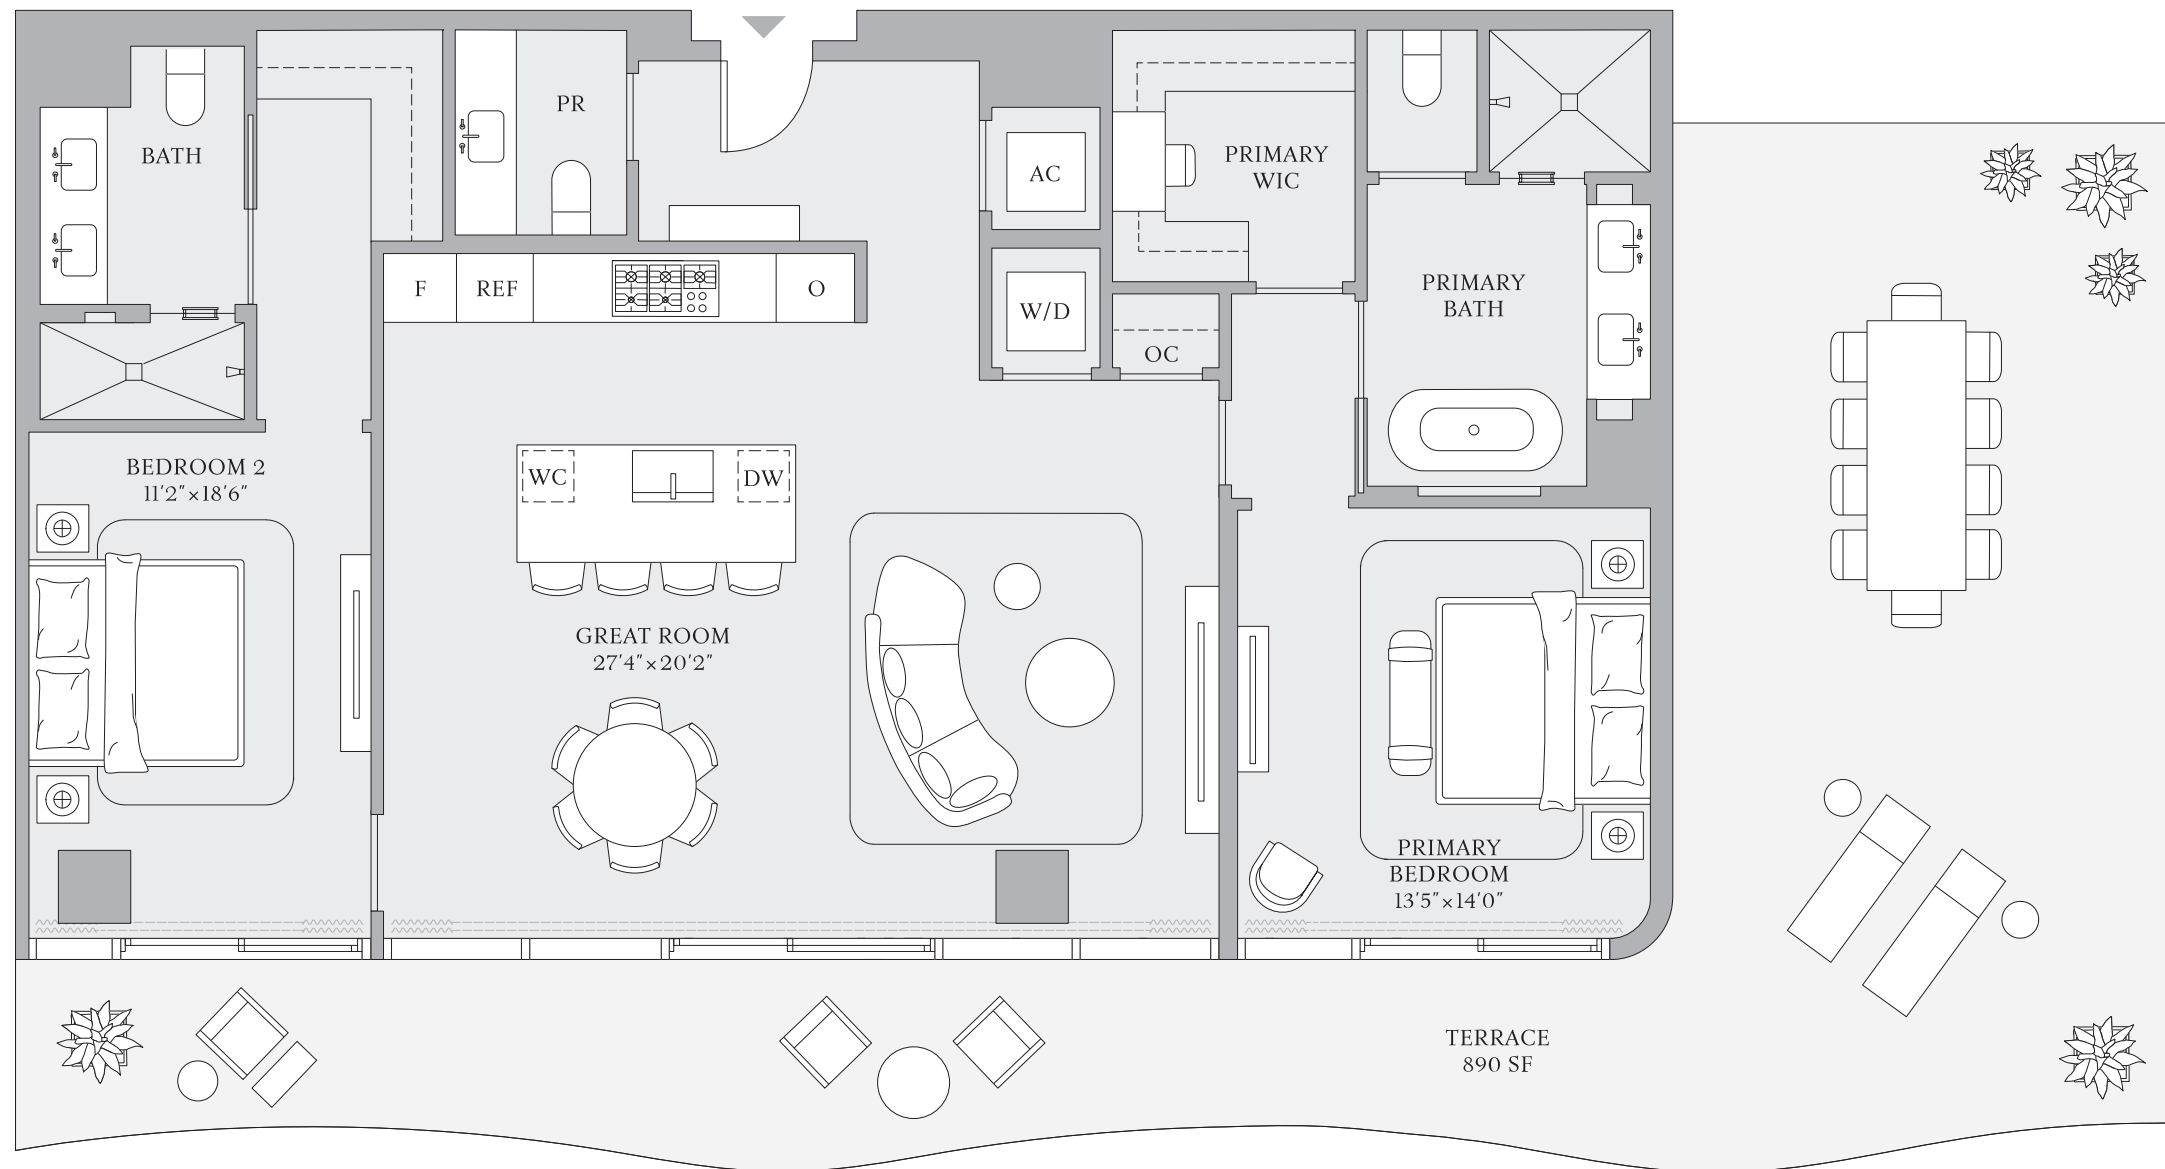 PR
BATH
AC
PRIMARY
WIC
F
REF
O
W/D
OC
PRIMARY
BATH
BEDROOM 2
11'2"×18'6"
WC
DW
GREAT ROOM
27'4"×20'2"
PRIMARY
BEDROOM
13'5"×14'0"
TERRACE
890 SF